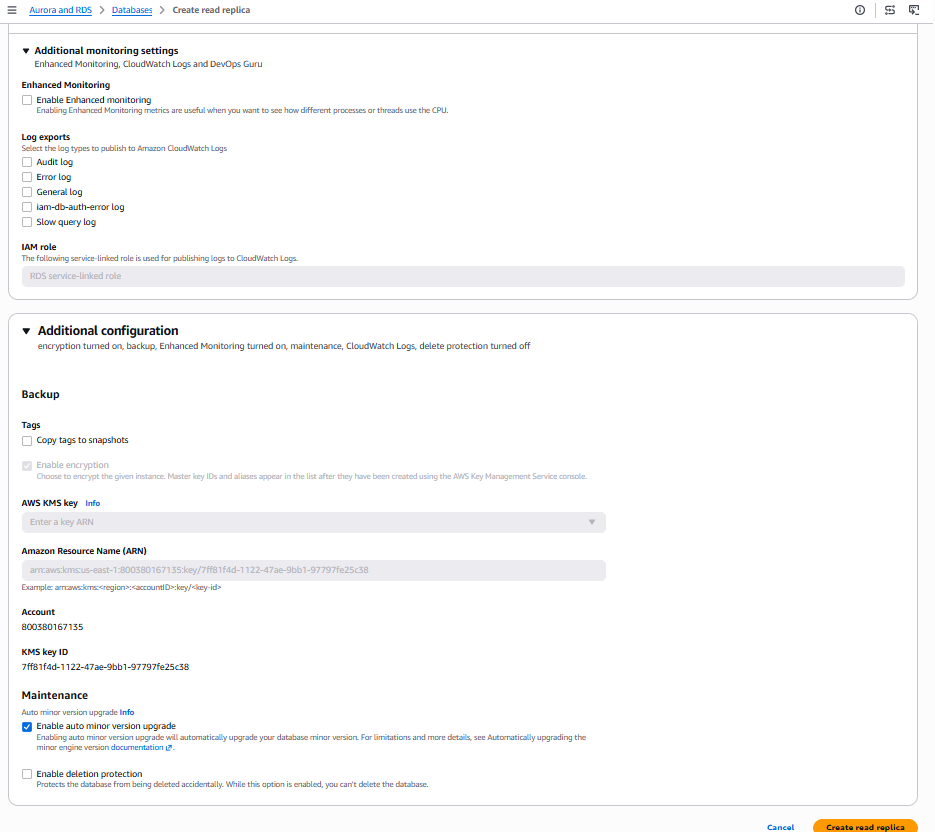 Aurora and RDS > Databases > Create read replica
Additional monitoring settings
Enhanced Monitoring, CloudWatch Logs and DevOps Guru
Enhanced Monitoring
Enable Enhanced monitoring
Enabling Enhanced Monitoring metrics are useful when you want to see how different processes or threads use the CPU.
Log exports
Select the log types to publish to Amazon CloudWatch Logs
Audit log
Error log
General log
iam-db-auth-error log
Slow query log
IAM role
The following service-linked role is used for publishing logs to CloudWatch Logs.
RDS service-linked role
Additional configuration
encryption turned on, backup, Enhanced Monitoring turned on, maintenance, CloudWatch Logs, delete protection turned off
Backup
Tags
Copy tags to snapshots
Enable encryption
Choose to encrypt the given instance. Master key IDs and aliases appear in the list after they have been created using the AWS Key Management Service console.
AWS KMS key Info
Enter a key ARN
Amazon Resource Name (ARN)
arn:aws:kms:us-east-1:800380167135:key/7ff81f4d-1122-47ae-9bb1-97797fe25c38
Example: arn:aws:kms:<region>:<accountID>:key/<key-id>
Account
800380167135
KMS key ID
7ff81f4d-1122-47ae-9bb1-97797fe25c38
Maintenance
Auto minor version upgrade Info
Enable auto minor version upgrade
Enabling auto minor version upgrade will automatically upgrade your database minor version. For limitations and more details, see Automatically upgrading the
minor engine version documentation.
Enable deletion protection
Protects the database from being deleted accidentally. While this option is enabled, you can't delete the database.
Cancel Create read replica